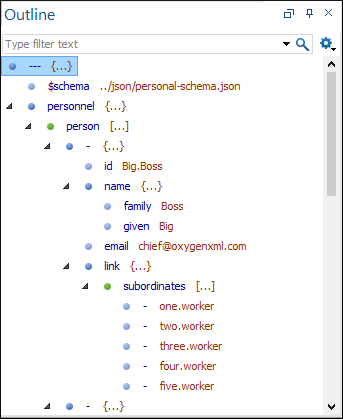 Outline
Type filter text
--- {...}
$schema ../json/personal-schema.json
personnel {...}
person [...]
- {...}
id Big.Boss
name {...}
family Boss
given Big
email chief@oxygenxml.com
link {...}
subordinates [...]
- one.worker
- two.worker
- three.worker
- four.worker
- five.worker
- {...}